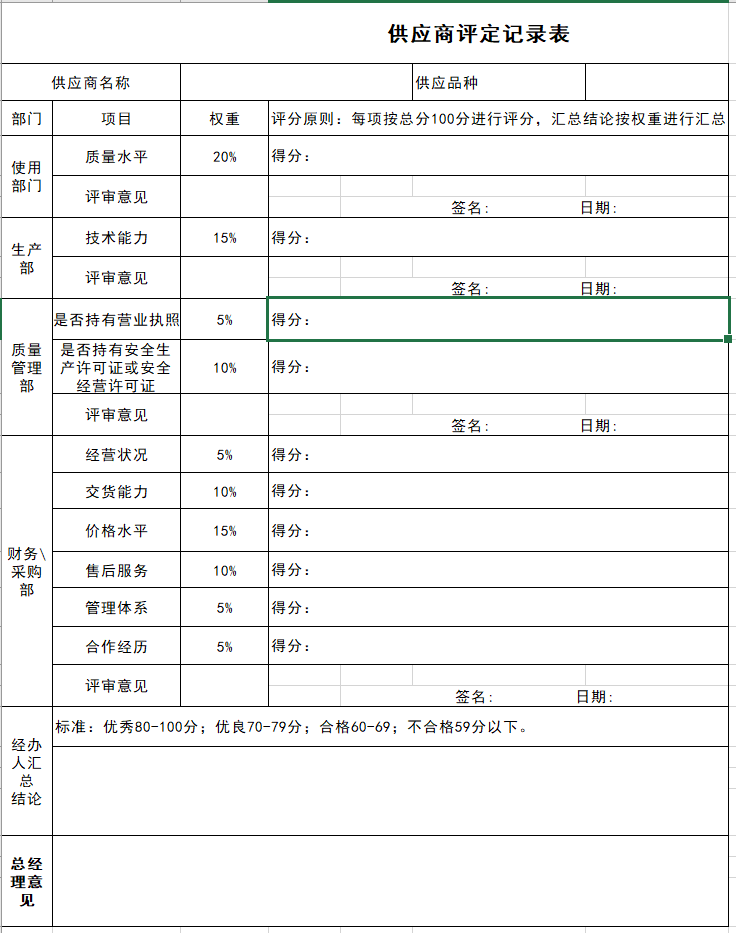 供应商评定记录表
供应商名称 供应品种
部门 项目 权重 评分原则：每项按总分100分进行评分，汇总结论按权重进行汇总
使用
部门
质量水平 20% 得分：
评审意见
签名： 日期：
生产
部
技术能力 15% 得分：
评审意见
签名： 日期：
质量
管理
部
是否持有营业执照 5% 得分：
是否持有安全生
产许可证或安全
经营许可证
10% 得分：
评审意见
签名： 日期：
财务\
采购
部
经营状况 5% 得分：
交货能力 10% 得分：
价格水平 15% 得分：
售后服务 10% 得分：
管理体系 5% 得分：
合作经历 5% 得分：
评审意见
签名： 日期：
经办
人汇
总
结论
标准：优秀80-100分；优良70-79分；合格60-69；不合格59分以下。
总经
理意
见